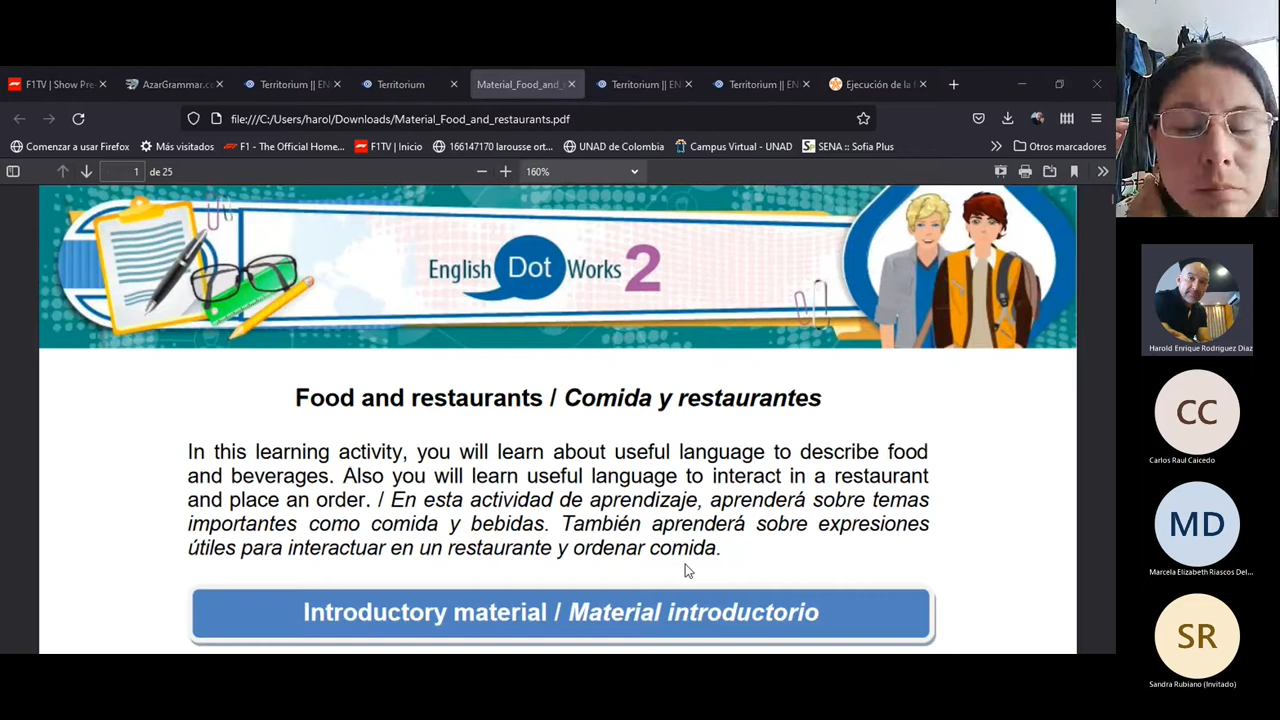 F1TV | Show Pre-
AzarGrammar.c
Territorium || EN
Territorium
Material_Food_and_
Territorium || EN
Territorium || EN
Ejecución de la f
file:///C:/Users/harol/Downloads/Material_Food_and_restaurants.pdf
Comenzar a usar Firefox
Más visitados
F1 - The Official Home...
F1TV | Inicio
166147170 larousse ort...
UNAD de Colombia
Campus Virtual - UNAD
SENA :: Sofia Plus
Otros marcadores
1 de 25
160%
English Dot Works 2
Food and restaurants / Comida y restaurantes
In this learning activity, you will learn about useful language to describe food
and beverages. Also you will learn useful language to interact in a restaurant
and place an order. / En esta actividad de aprendizaje, aprenderá sobre temas
importantes como comida y bebidas. También aprenderá sobre expresiones
útiles para interactuar en un restaurante y ordenar comida.
Introductory material / Material introductorio
Harold Enrique Rodriguez Diaz
CC
Carlos Raul Caicedo
MD
Marcela Elizabeth Riascos Del...
SR
Sandra Rubiano (Invitado)